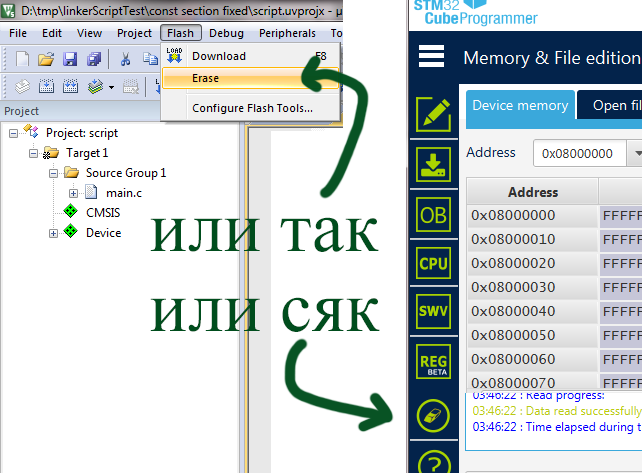 D:\tmp\linkerScriptTest\const section fixed\script.uvprojx - µ
File Edit View Project Flash Debug Peripherals
Download F8
Erase
Configure Flash Tools...
Project
Project: script
Target 1
Source Group 1
main.c
CMSIS
Device
или так
или сяк
STM32
CubeProgrammer
Memory & File edition
Device memory Open fil
Address 0x08000000
Address
0x08000000 FFFFF
0x08000010 FFFFF
0x08000020 FFFFF
0x08000030 FFFFF
0x08000040 FFFFF
0x08000050 FFFFF
0x08000060 FFFFF
0x08000070 FFFFF
OB
CPU
SWV
REG
BETA
03:46:22 : Read progress:
03:46:22 : Data read successfully
03:46:22 : Time elapsed during t